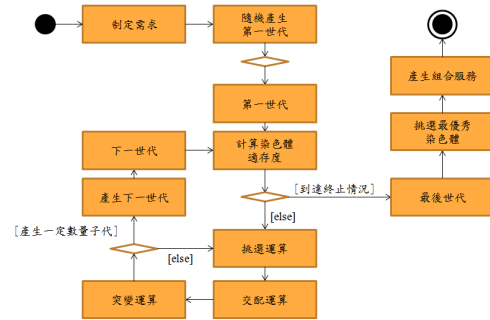 制定需求
隨機產生
第一世代
第一世代
計算染色體
適存度
下一世代
產生下一世代
[產生一定數量子代]
[else]
突變運算
交配運算
挑選運算
[else]
[到達終止情況]
最後世代
挑選最優秀
染色體
產生組合服務